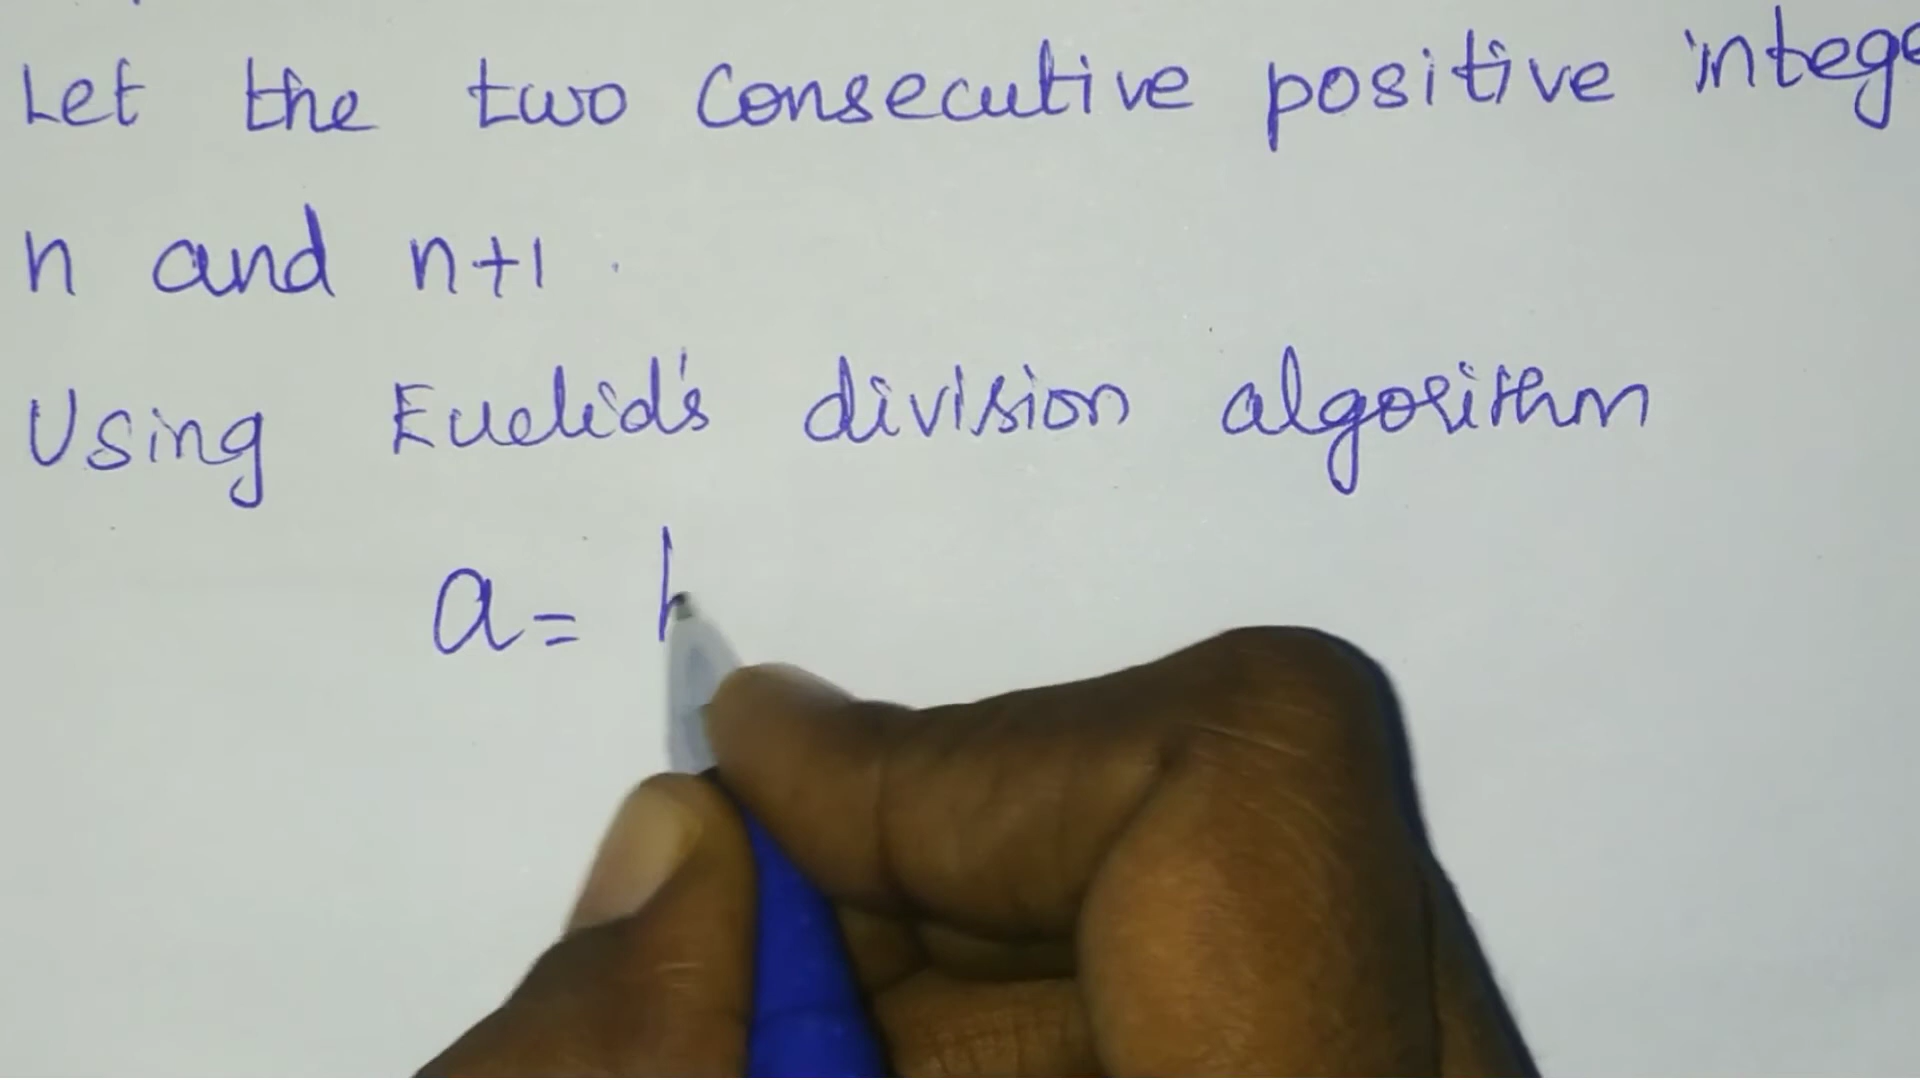 Let the two consecutive positive intege
n and n+1.
Using Euclid's division algorithm
a =